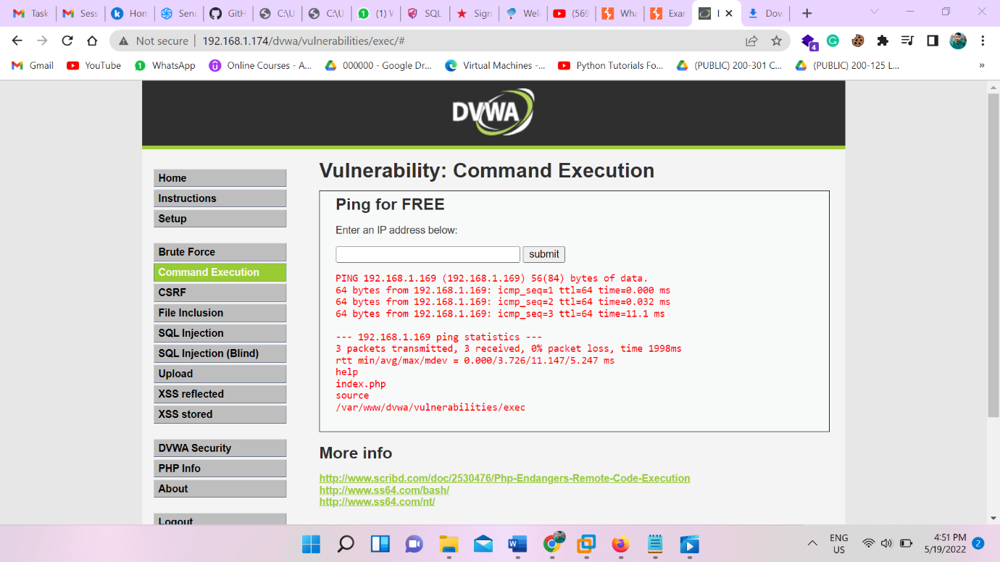 Task
Sess
Hom
Senc
GitH
C:\U
C:\U
(1) V
SQL
Sign
Wel
(569
Wha
Exar
Dow
Not secure
192.168.1.174/dvwa/vulnerabilities/exec/#
4
Gmail
YouTube
WhatsApp
Online Courses - A...
000000 - Google Dr...
Virtual Machines -...
Python Tutorials Fo...
(PUBLIC) 200-301 C...
(PUBLIC) 200-125 L...
»
DVWA
Home
Instructions
Setup
Brute Force
Command Execution
CSRF
File Inclusion
SQL Injection
SQL Injection (Blind)
Upload
XSS reflected
XSS stored
DVWA Security
PHP Info
About
Logout
Vulnerability: Command Execution
Ping for FREE
Enter an IP address below:
submit
PING 192.168.1.169 (192.168.1.169) 56(84) bytes of data.
64 bytes from 192.168.1.169: icmp_seq=1 ttl=64 time=0.000 ms
64 bytes from 192.168.1.169: icmp_seq=2 ttl=64 time=0.032 ms
64 bytes from 192.168.1.169: icmp_seq=3 ttl=64 time=11.1 ms
--- 192.168.1.169 ping statistics ---
3 packets transmitted, 3 received, 0% packet loss, time 1998ms
rtt min/avg/max/mdev = 0.000/3.726/11.147/5.247 ms
help
index.php
source
/var/www/dvwa/vulnerabilities/exec
More info
http://www.scribd.com/doc/2530476/Php-Endangers-Remote-Code-Execution
http://www.ss64.com/bash/
http://www.ss64.com/nt/
ENG
US
4:51 PM
5/19/2022
2